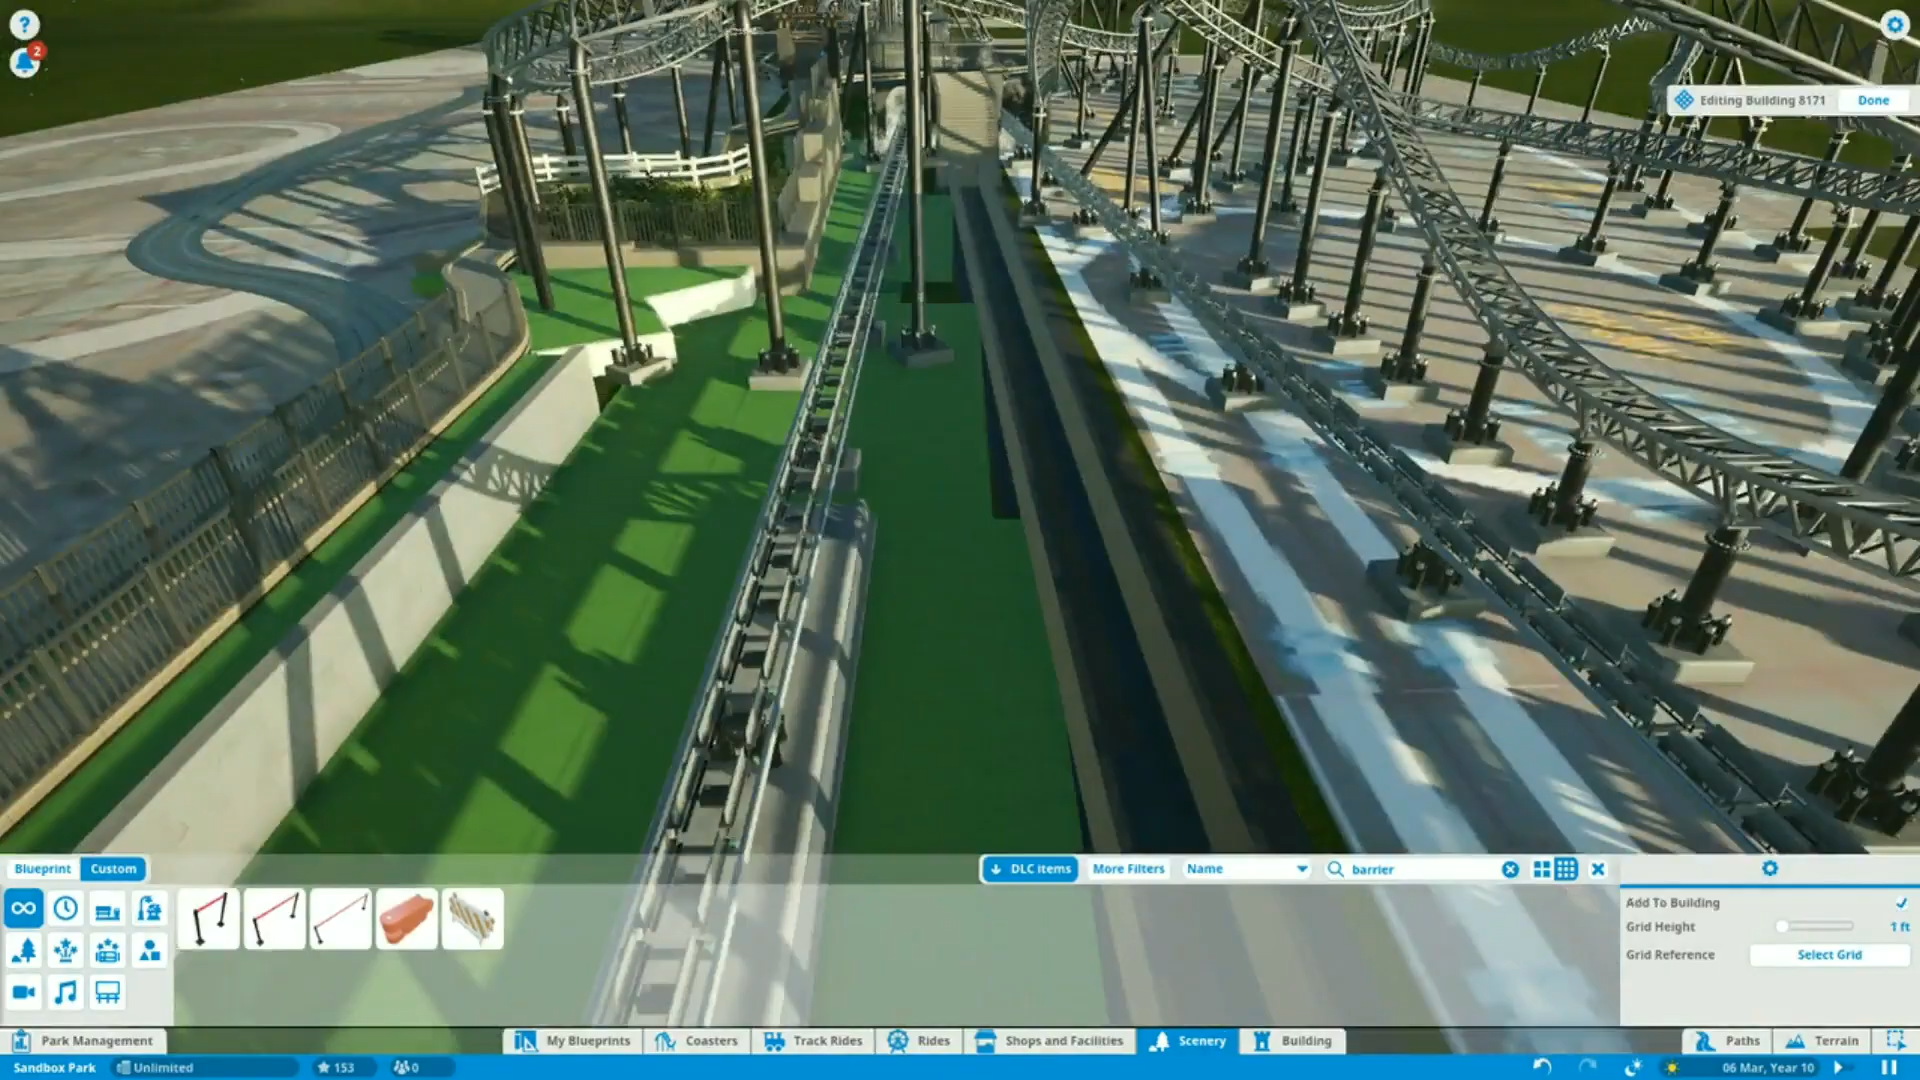 ?
2
Editing Building 8171
Done
Blueprint
Custom
DLC items
More Filters
Name
barrier
Add To Building
Grid Height
1 ft
Grid Reference
Select Grid
Park Management
My Blueprints
Coasters
Track Rides
Rides
Shops and Facilities
Scenery
Building
Paths
Terrain
Sandbox Park
Unlimited
153
0
06 Mar, Year 10